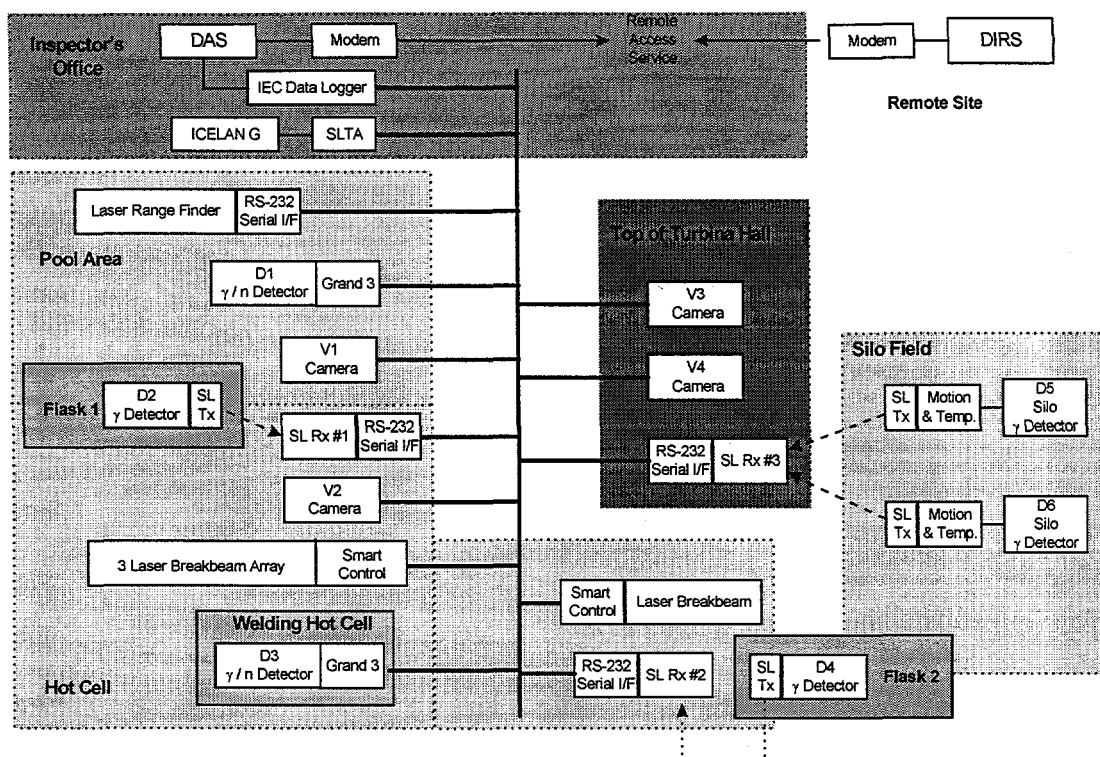 Inspector's
Office
DAS
Modem
Remote
Access
Service
Modem
DIRS
IEC Data Logger
Remote Site
ICELAN G
SLTA
Laser Range Finder
RS-232
Serial I/F
Pool Area
D1
γ / n Detector
Grand 3
V1
Camera
Flask 1
D2
γ Detector
SL
Tx
SL Rx #1
RS-232
Serial I/F
V2
Camera
3 Laser Breakbeam Array
Smart
Control
Welding Hot Cell
D3
γ / n Detector
Grand 3
Hot Cell
Top of Turbina Hall
V3
Camera
V4
Camera
RS-232
Serial I/F
SL Rx #3
Silo Field
SL
Tx
Motion
& Temp.
D5
Silo
γ Detector
SL
Tx
Motion
& Temp.
D6
Silo
γ Detector
Smart
Control
Laser Breakbeam
RS-232
Serial I/F
SL Rx #2
SL
Tx
D4
γ Detector
Flask 2